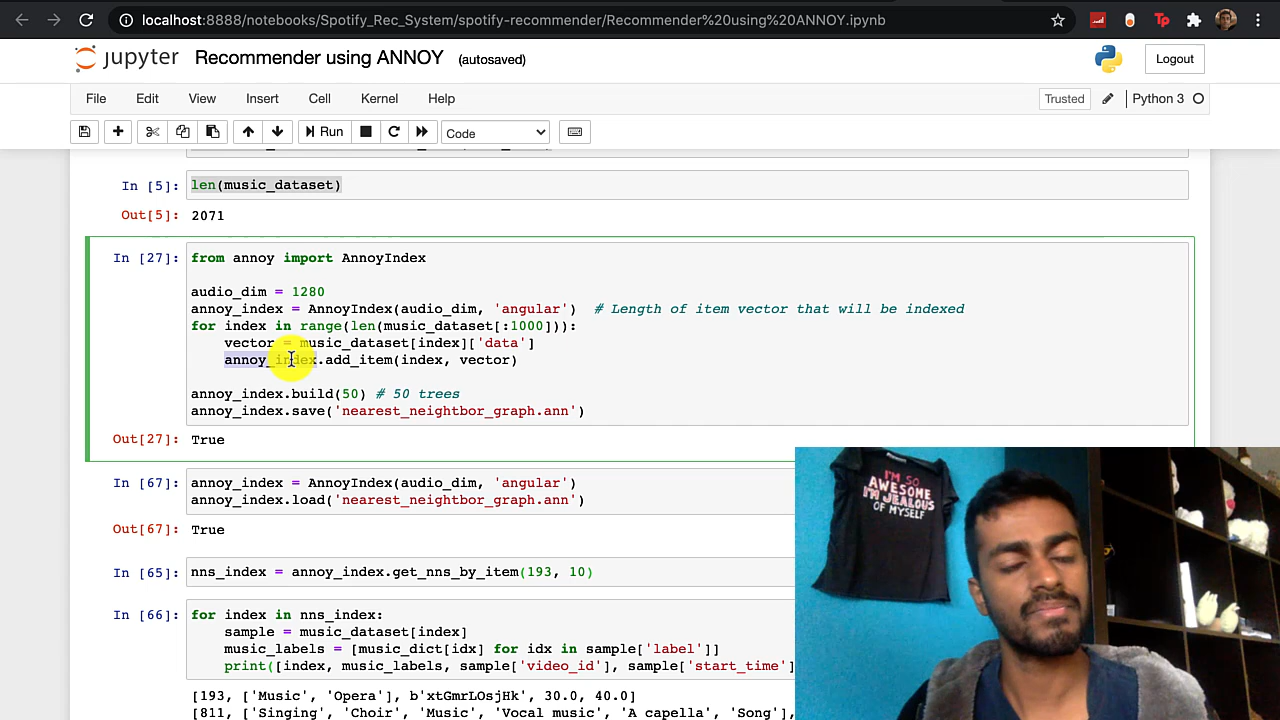 localhost:8888/notebooks/Spotify_Rec_System/spotify-recommender/Recommender%20using%20ANNOY.ipynb
Tp
jupyter Recommender using ANNOY (autosaved)
Logout
File Edit View Insert Cell Kernel Help
Trusted
Python 3
Run
Code
In [5]: len(music_dataset)
Out[5]: 2071
In [27]: from annoy import AnnoyIndex
audio_dim = 1280
annoy_index = AnnoyIndex(audio_dim, 'angular') # Length of item vector that will be indexed
for index in range(len(music_dataset[:1000])):
vector = music_dataset[index]['data']
annoy_index.add_item(index, vector)
annoy_index.build(50) # 50 trees
annoy_index.save('nearest_neightbor_graph.ann')
Out[27]: True
In [67]: annoy_index = AnnoyIndex(audio_dim, 'angular')
annoy_index.load('nearest_neightbor_graph.ann')
Out[67]: True
In [65]: nns_index = annoy_index.get_nns_by_item(193, 10)
In [66]: for index in nns_index:
sample = music_dataset[index]
music_labels = [music_dict[idx] for idx in sample['label']]
print([index, music_labels, sample['video_id'], sample['start_time']
[193, ['Music', 'Opera'], b'xtGmrLOsjHk', 30.0, 40.0]
[811, ['Singing', 'Choir', 'Music', 'Vocal music', 'A capella', 'Song'],
I'M SO
AWESOME
I'M JEALOUS
OF MYSELF